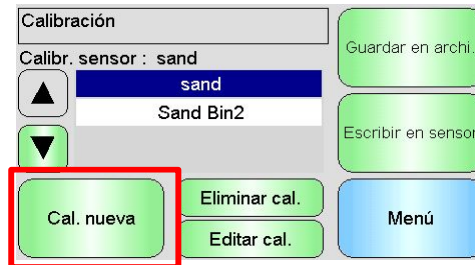 Calibración
Calibr. sensor : sand
sand
Sand Bin2
Guardar en archi.
Escribir en sensor
Cal. nueva
Eliminar cal.
Editar cal.
Menú